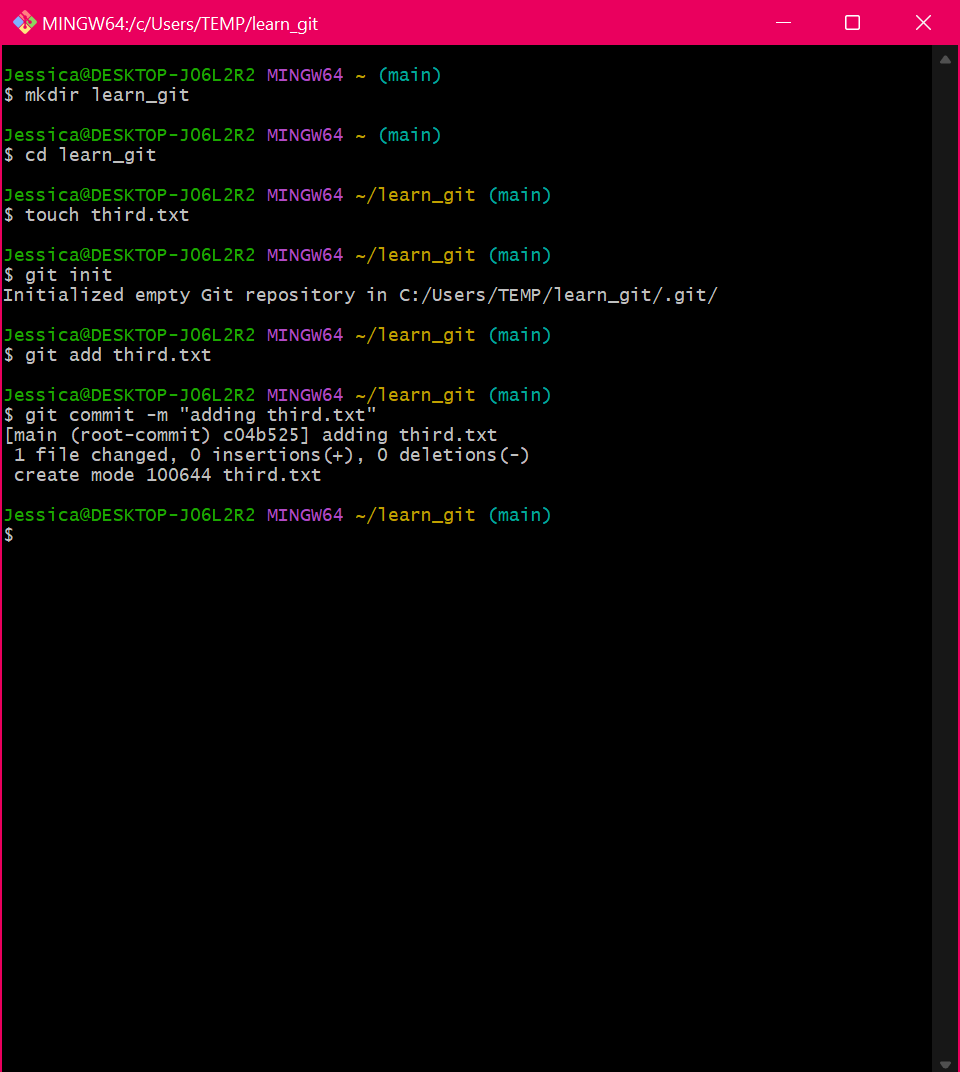 MINGW64:/c/Users/TEMP/learn_git
Jessica@DESKTOP-JO6L2R2 MINGW64 ~ (main)
$ mkdir learn_git
Jessica@DESKTOP-JO6L2R2 MINGW64 ~ (main)
$ cd learn_git
Jessica@DESKTOP-JO6L2R2 MINGW64 ~/learn_git (main)
$ touch third.txt
Jessica@DESKTOP-JO6L2R2 MINGW64 ~/learn_git (main)
$ git init
Initialized empty Git repository in C:/Users/TEMP/learn_git/.git/
Jessica@DESKTOP-JO6L2R2 MINGW64 ~/learn_git (main)
$ git add third.txt
Jessica@DESKTOP-JO6L2R2 MINGW64 ~/learn_git (main)
$ git commit -m "adding third.txt"
[main (root-commit) c04b525] adding third.txt
 1 file changed, 0 insertions(+), 0 deletions(-)
 create mode 100644 third.txt
Jessica@DESKTOP-JO6L2R2 MINGW64 ~/learn_git (main)
$